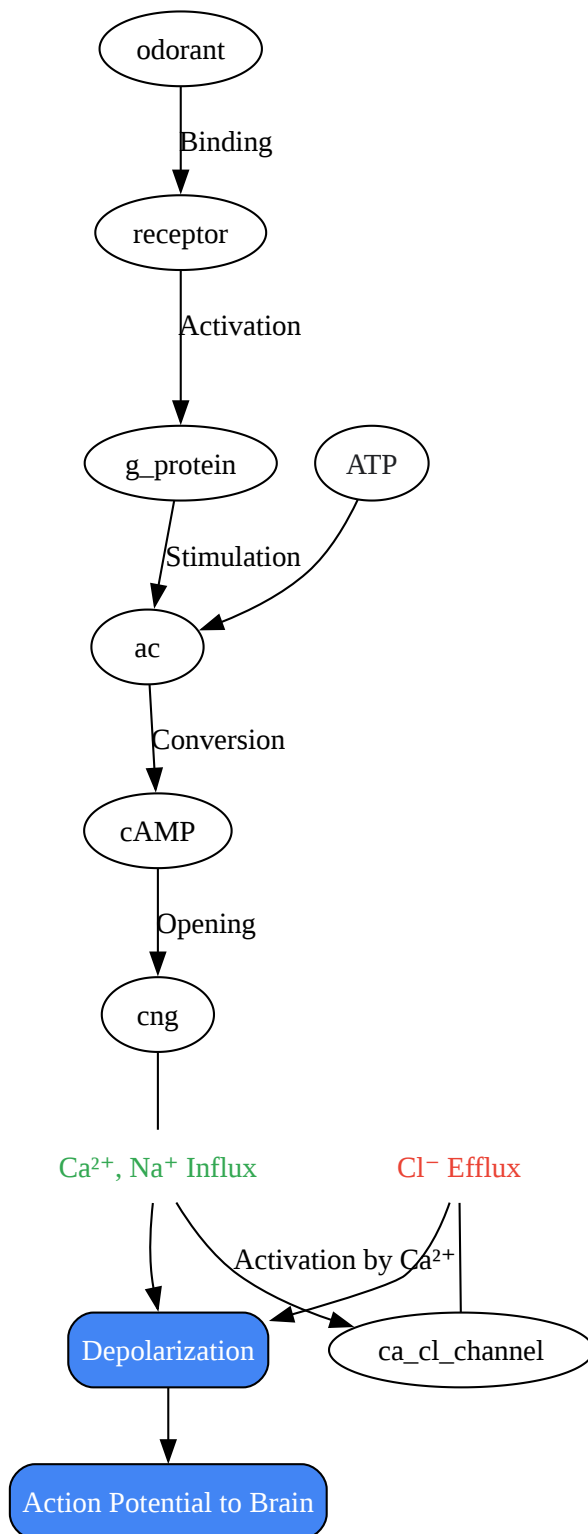 odorant
Binding
receptor
Activation
g_protein
ATP
Stimulation
ac
Conversion
cAMP
Opening
cng
Ca²⁺, Na⁺ Influx
Cl⁻ Efflux
Activation by Ca²⁺
Depolarization
ca_cl_channel
Action Potential to Brain